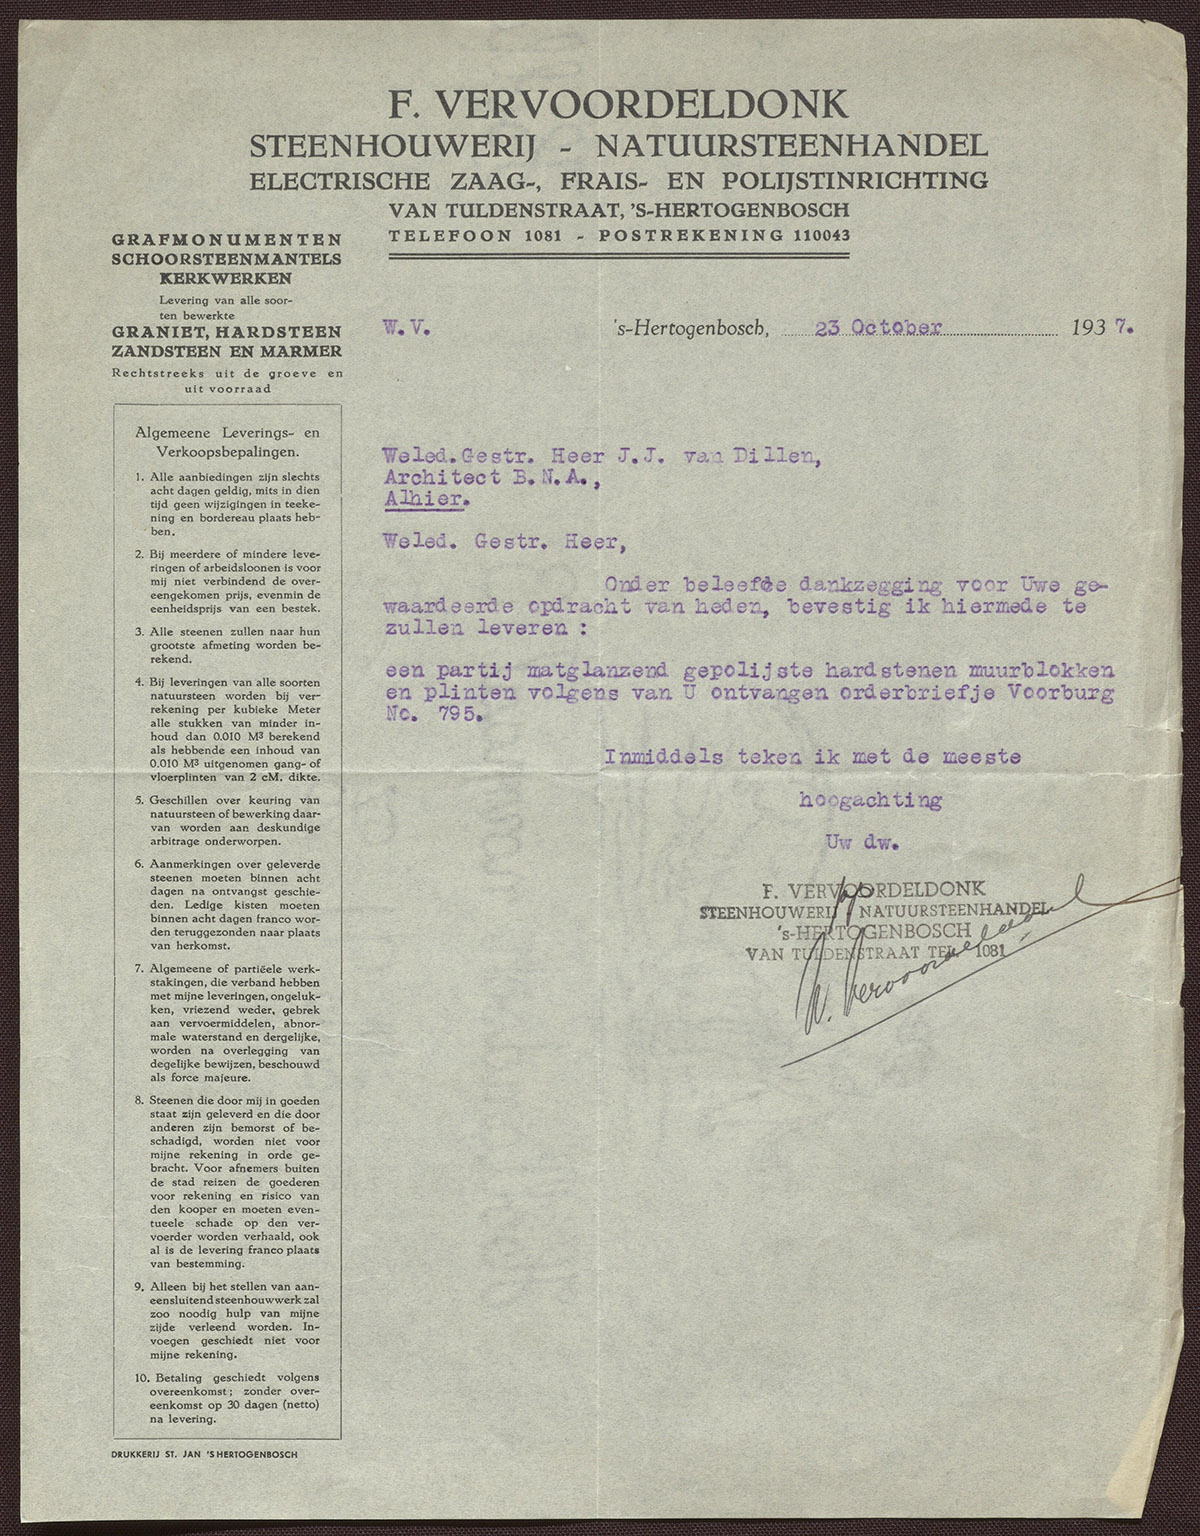 F. VERVOORDELDONK
STEENHOUWERIJ - NATUURSTEENHANDEL
ELECTRISCHE ZAAG-, FRAIS- EN POLIJSTINRICHTING
VAN TULDENSTRAAT, 'S-HERTOGENBOSCH
TELEFOON 1081 - POSTREKENING 110043
GRAFMONUMENTEN
SCHOORSTEENMANTELS
KERKWERKEN
Levering van alle soor-
ten bewerkte
GRANIET, HARDSTEEN
ZANDSTEEN EN MARMER
Rechtstreeks uit de groeve en
uit voorraad
Algemeene Leverings- en
Verkoopsbepalingen.
1. Alle aanbiedingen zijn slechts
acht dagen geldig, mits in dien
tijd geen wijzigingen in teeke-
ning en bordereau plaats heb-
ben.
2. Bij meerdere of mindere leve-
ringen of arbeidsloonen is voor
mij niet verbindend de over-
eengekomen prijs, evenmin de
eenheidsprijs van een bestek.
3. Alle steenen zullen naar hun
grootste afmeting worden be-
rekend.
4. Bij leveringen van alle soorten
natuursteen worden bij ver-
rekening per kubieke Meter
alle stukken van minder in-
houd dan 0.010 M³ berekend
als hebbende een inhoud van
0.010 M³ uitgenomen gang- of
vloerplinten van 2 cM. dikte.
5. Geschillen over keuring van
natuursteen of bewerking daar-
van worden aan deskundige
arbitrage onderworpen.
6. Aanmerkingen over geleverde
steenen moeten binnen acht
dagen na ontvangst geschie-
den. Ledige kisten moeten
binnen acht dagen franco wor-
den teruggezonden naar plaats
van herkomst.
7. Algemeene of partiëele werk-
stakingen, die verband hebben
met mijne leveringen, ongeluk-
ken, vriezend weder, gebrek
aan vervoermiddelen, abnor-
male waterstand en dergelijke,
worden na overlegging van
degelijke bewijzen, beschouwd
als force majeure.
8. Steenen die door mij in goeden
staat zijn geleverd en die door
anderen zijn bemorst of be-
schadigd, worden niet voor
mijne rekening in orde ge-
bracht. Voor afnemers buiten
de stad reizen de goederen
voor rekening en risico van
den kooper en moeten even-
tueele schade op den ver-
voerder worden verhaald, ook
al is de levering franco plaats
van bestemming.
9. Alleen bij het stellen van aan-
eensluitend steenhouwwerk zal
zoo noodig hulp van mijne
zijde verleend worden. In-
voegen geschiedt niet voor
mijne rekening.
10. Betaling geschiedt volgens
overeenkomst; zonder over-
eenkomst op 30 dagen (netto)
na levering.
DRUKKERIJ ST. JAN 'S HERTOGENBOSCH
W.V. 's-Hertogenbosch, 23 October 1937.
Weled.Gestr. Heer J.J. van Dillen,
Architect B.N.A.,
Alhier.
Weled. Gestr. Heer,
Onder beleefde dankzegging voor Uwe ge-
waardeerde opdracht van heden, bevestig ik hiermede te
zullen leveren :
een partij matglanzend gepolijste hardstenen muurblokken
en plinten volgens van U ontvangen orderbriefje Voorburg
No. 795.
Inmiddels teken ik met de meeste
hoogachting
Uw dw.
F. VERVOORDELDONK
STEENHOUWERIJ / NATUURSTEENHANDEL
's-HERTOGENBOSCH
VAN TULDENSTRAAT TEL. 1081
W. Vervoordeldonk